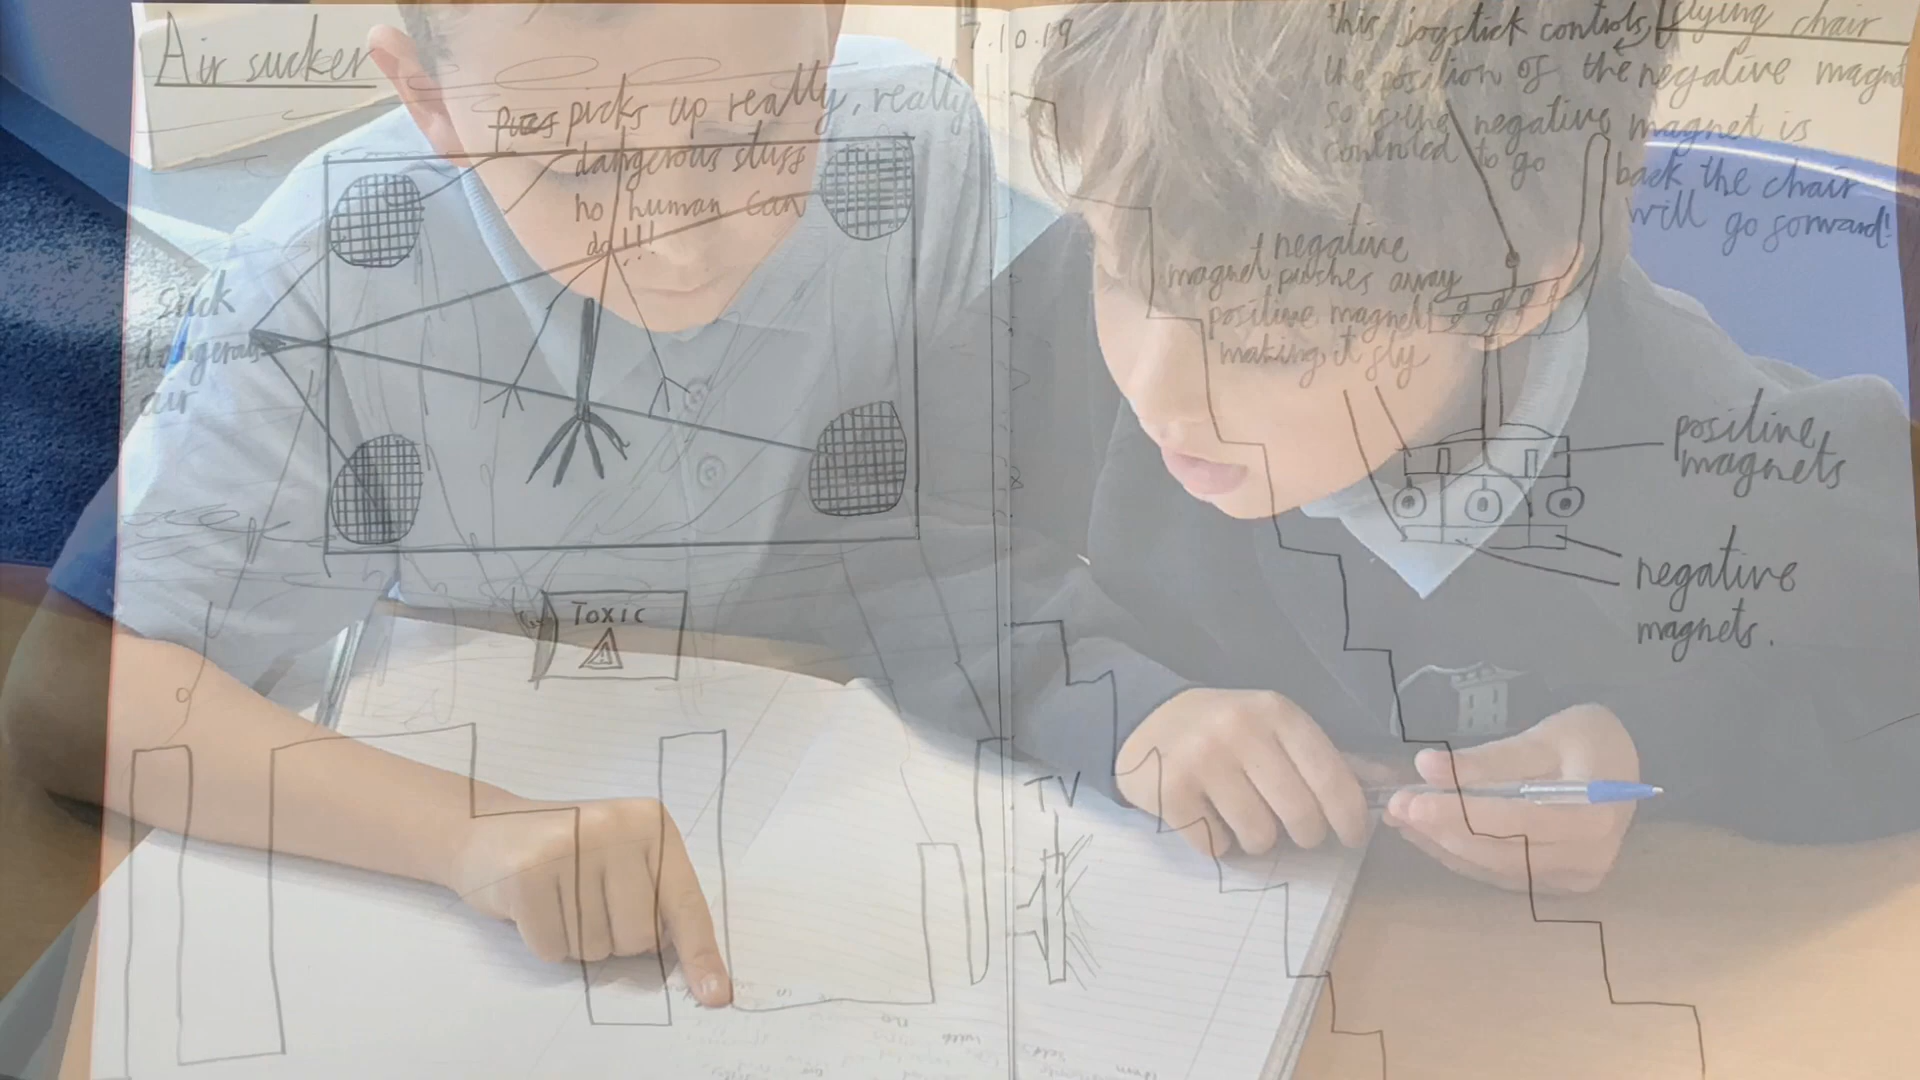 Air sucker
picks up really, really
dangerous stuff
no human can
do!!!
Suck
dangerous
air
TOXIC
7.10.19
flying chair
This joystick controls
the position of the negative magnet
so if the negative magnet is
controled to go back the chair
will go forward!
negative
magnet pushes away
positive magnet
making it fly
positive
magnets
negative
magnets.
TV